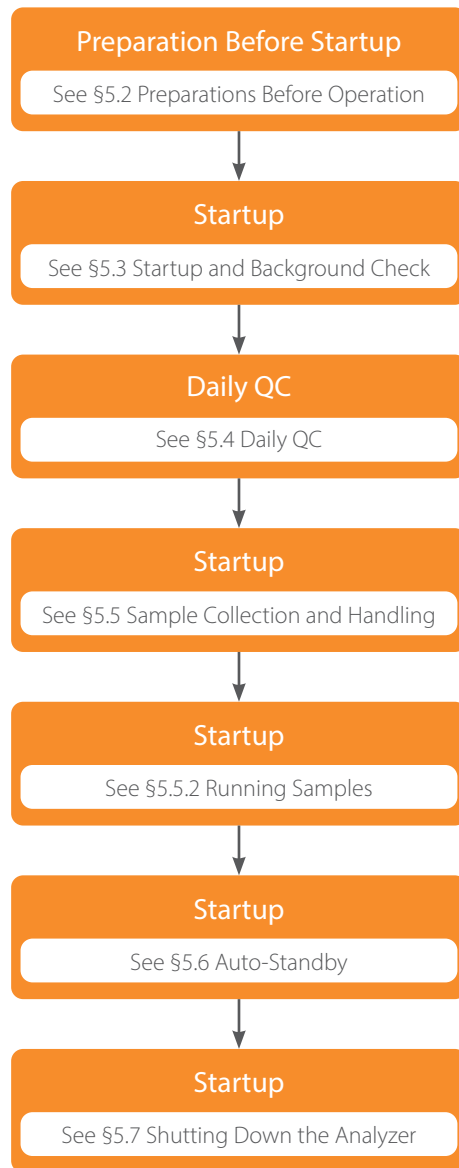 Preparation Before Startup
See §5.2 Preparations Before Operation
Startup
See §5.3 Startup and Background Check
Daily QC
See §5.4 Daily QC
Startup
See §5.5 Sample Collection and Handling
Startup
See §5.5.2 Running Samples
Startup
See §5.6 Auto-Standby
Startup
See §5.7 Shutting Down the Analyzer